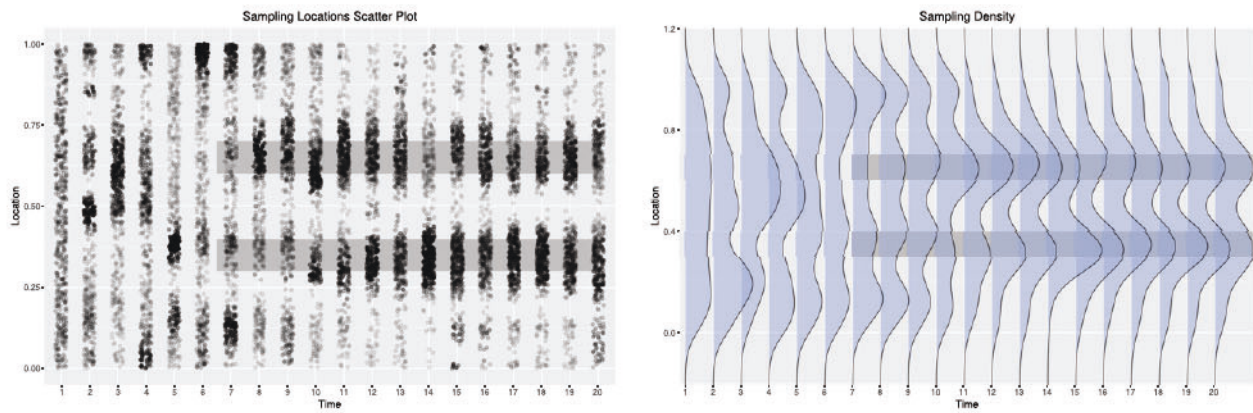 Sampling Locations Scatter Plot
1.00
0.75
0.50
0.25
0.00
Location
1 2 3 4 5 6 7 8 9 10 11 12 13 14 15 16 17 18 19 20
Time
Sampling Density
1.2
0.8
0.4
0.0
Location
1 2 3 4 5 6 7 8 9 10 11 12 13 14 15 16 17 18 19 20
Time